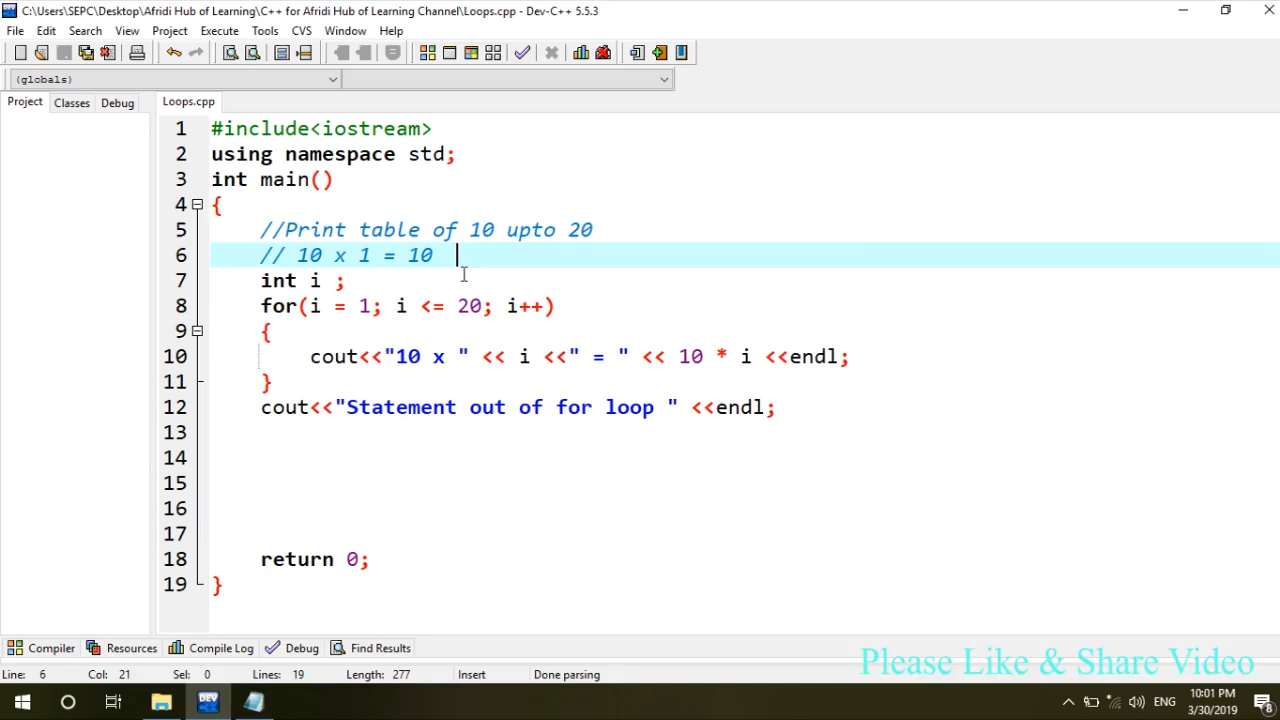 C:\Users\SEPC\Desktop\Afridi Hub of Learning\C++ for Afridi Hub of Learning Channel\Loops.cpp - Dev-C++ 5.5.3
File Edit Search View Project Execute Tools CVS Window Help
(globals)
Project Classes Debug Loops.cpp
1 #include<iostream>
2 using namespace std;
3 int main()
4 {
5 //Print table of 10 upto 20
6 // 10 x 1 = 10
7 int i ;
8 for(i = 1; i <= 20; i++)
9 {
10 cout<<"10 x " << i <<" = " << 10 * i <<endl;
11 }
12 cout<<"Statement out of for loop " <<endl;
13
14
15
16
17
18 return 0;
19 }
Compiler Resources Compile Log Debug Find Results
Line: 6 Col: 21 Sel: 0 Lines: 19 Length: 277 Insert Done parsing
Please Like & Share Video
DEV ENG 10:01 PM
3/30/2019 8